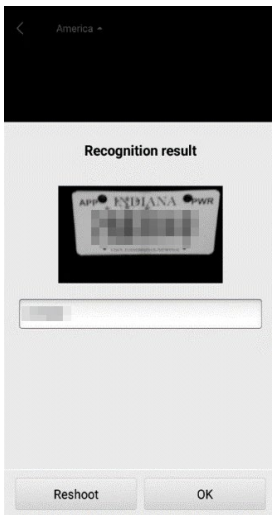 America
Recognition result
APP INDIANA PWR
Reshoot
OK